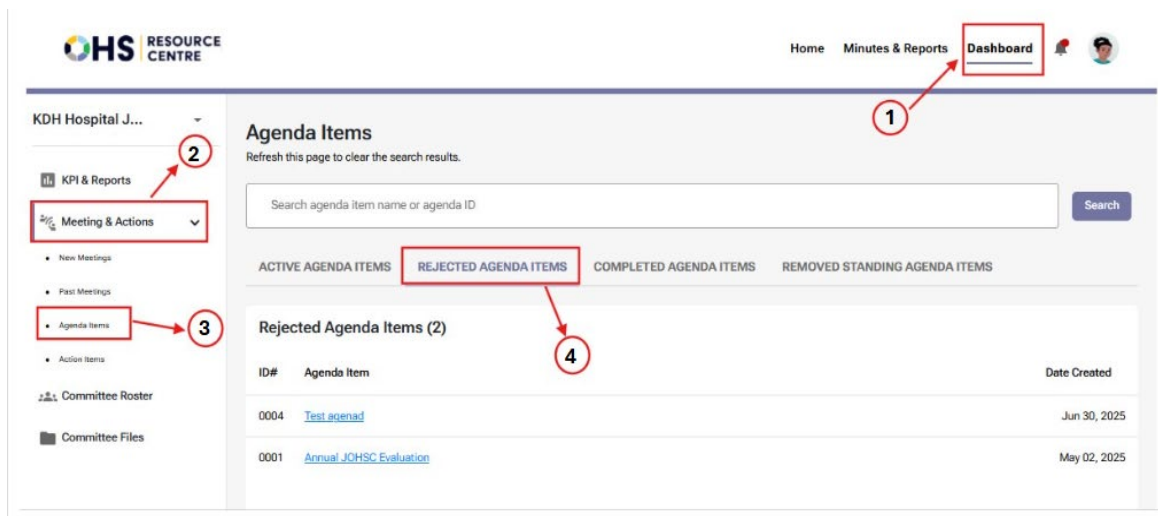 OHS RESOURCE CENTRE
Home Minutes & Reports Dashboard
1
KDH Hospital J...
2
KPI & Reports
Meeting & Actions
New Meetings
Past Meetings
Agenda Items
3
Action Items
Committee Roster
Committee Files
Agenda Items
Refresh this page to clear the search results.
Search agenda item name or agenda ID
Search
ACTIVE AGENDA ITEMS REJECTED AGENDA ITEMS COMPLETED AGENDA ITEMS REMOVED STANDING AGENDA ITEMS
4
Rejected Agenda Items (2)
ID# Agenda Item Date Created
0004 Test agenad Jun 30, 2025
0001 Annual JOHSC Evaluation May 02, 2025